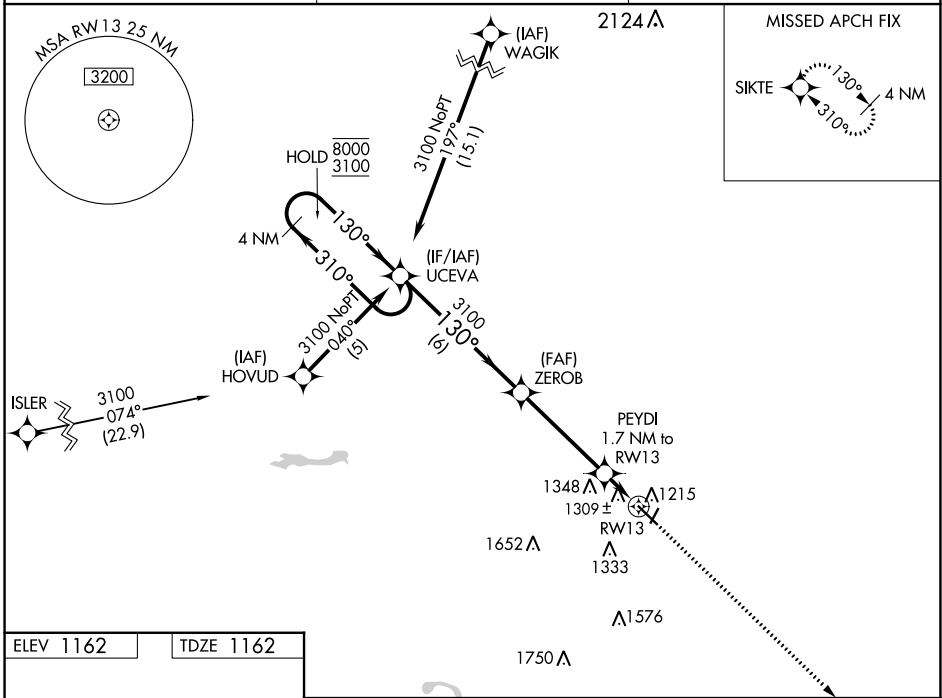 MSA RW13 25 NM
3200
(IAF)
WAGIK
2124
MISSED APCH FIX
SIKTE
130°
310°
4 NM
3100 NoPT
197°
(15.1)
HOLD
8000
3100
4 NM
130°
310°
(IF/IAF)
UCEVA
3100 NoPT
040°
(5)
3100
130°
(6)
(IAF)
HOVUD
(FAF)
ZEROB
ISLER
3100
074°
(22.9)
PEYDI
1.7 NM to
RW13
1348
1309 ±
1215
RW13
1652
1333
1576
1750
ELEV 1162
TDZE 1162